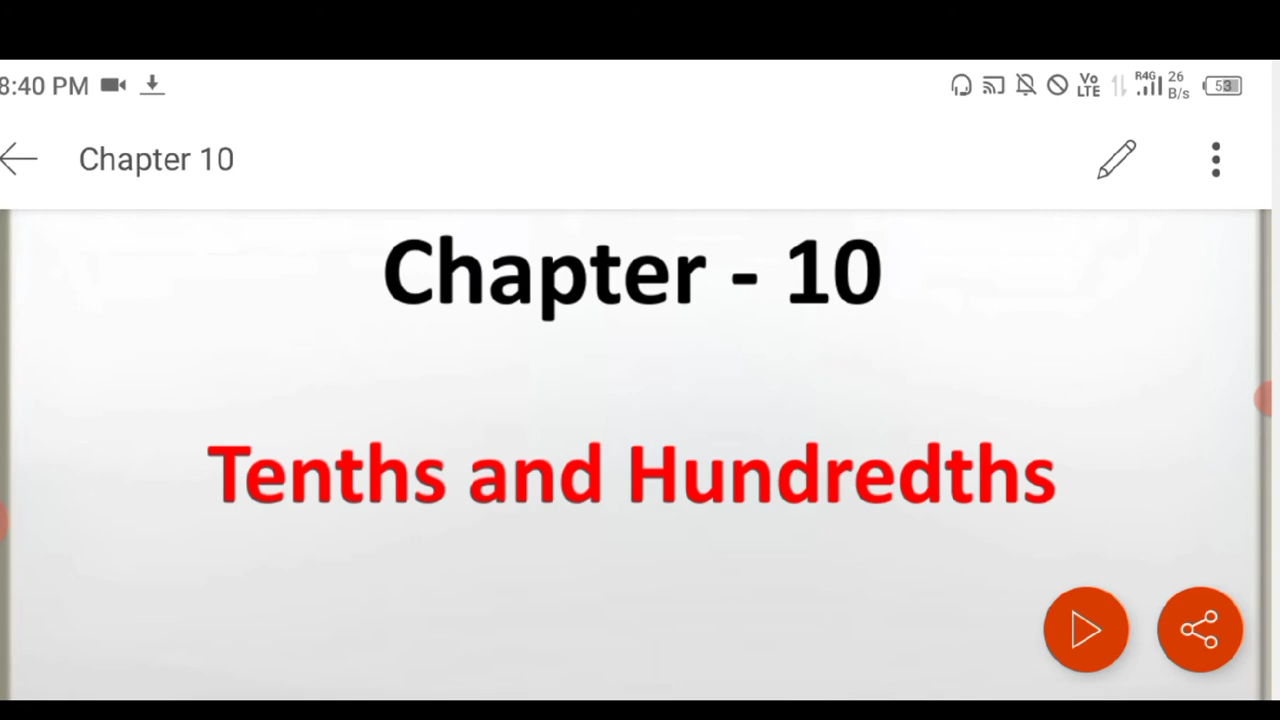 8:40 PM
Vo LTE R4G 26 B/s 53
Chapter 10
Chapter - 10
Tenths and Hundredths